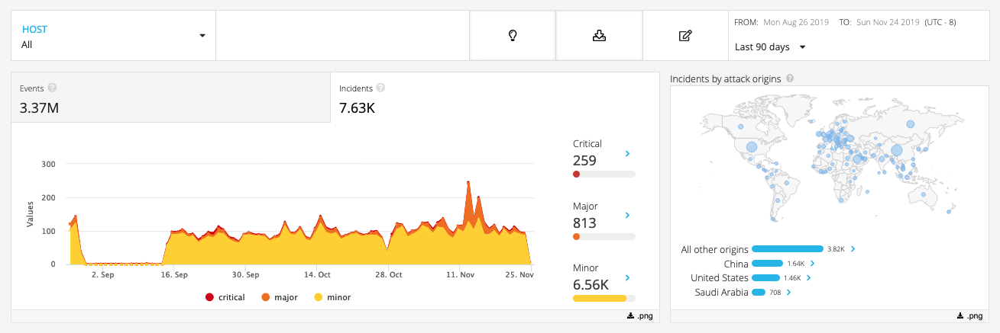 HOST
All
FROM: Mon Aug 26 2019 TO: Sun Nov 24 2019 (UTC - 8)
Last 90 days
Events ?
3.37M
Incidents ?
7.63K
Values
300
200
100
0
2. Sep 16. Sep 30. Sep 14. Oct 28. Oct 11. Nov 25. Nov
critical major minor
Critical
259
Major
813
Minor
6.56K
.png
Incidents by attack origins ?
All other origins 3.82K
China 1.64K
United States 1.46K
Saudi Arabia 708
.png